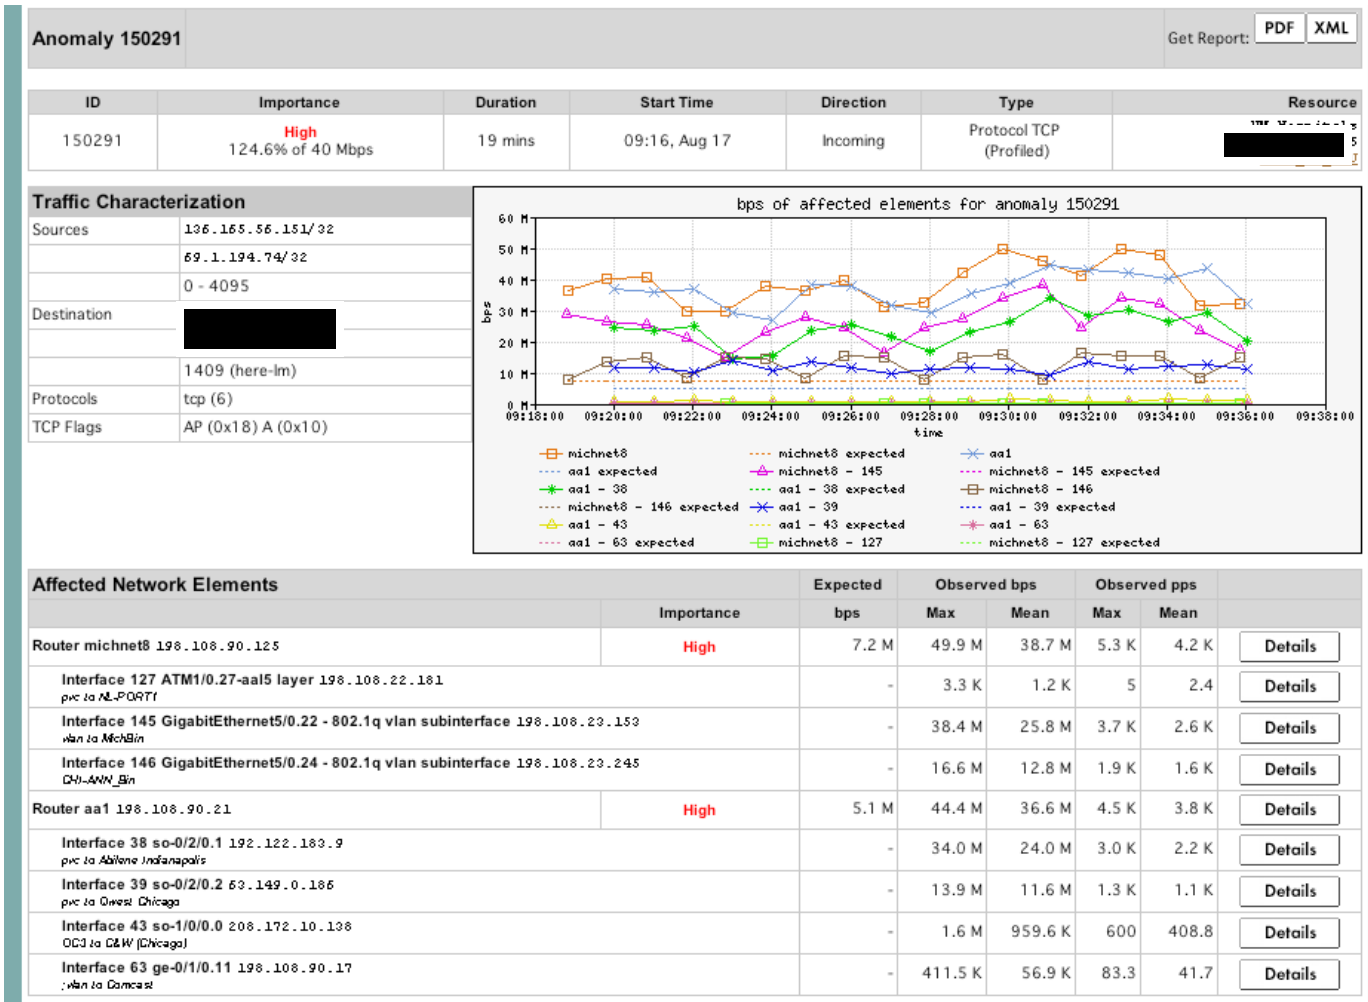 Anomaly 150291
Get Report: PDF XML
ID Importance Duration Start Time Direction Type Resource
150291 High 124.6% of 40 Mbps 19 mins 09:16, Aug 17 Incoming Protocol TCP (Profiled)
Traffic Characterization
Sources 136.165.56.151/32
69.1.194.74/32
0 - 4095
Destination
1409 (here-lm)
Protocols tcp (6)
TCP Flags AP (0x18) A (0x10)
bps of affected elements for anomaly 150291
60 M
50 M
40 M
30 M
20 M
10 M
0 M
bps
09:18:00 09:20:00 09:22:00 09:24:00 09:26:00 09:28:00 09:30:00 09:32:00 09:34:00 09:36:00 09:38:00
time
michnet8 michnet8 expected aa1
aa1 expected michnet8 - 145 michnet8 - 145 expected
aa1 - 38 aa1 - 38 expected michnet8 - 146
michnet8 - 146 expected aa1 - 39 aa1 - 39 expected
aa1 - 43 aa1 - 43 expected aa1 - 63
aa1 - 63 expected michnet8 - 127 michnet8 - 127 expected
Affected Network Elements Expected Observed bps Observed pps
Importance bps Max Mean Max Mean
Router michnet8 198.108.90.125 High 7.2 M 49.9 M 38.7 M 5.3 K 4.2 K Details
Interface 127 ATM1/0.27-aal5 layer 198.108.22.181 - 3.3 K 1.2 K 5 2.4 Details
pvc to NL-PORT1
Interface 145 GigabitEthernet5/0.22 - 802.1q vlan subinterface 198.108.23.153 - 38.4 M 25.8 M 3.7 K 2.6 K Details
vlan to MichBin
Interface 146 GigabitEthernet5/0.24 - 802.1q vlan subinterface 198.108.23.245 - 16.6 M 12.8 M 1.9 K 1.6 K Details
CHI-ANN_Bin
Router aa1 198.108.90.21 High 5.1 M 44.4 M 36.6 M 4.5 K 3.8 K Details
Interface 38 so-0/2/0.1 192.122.183.9 - 34.0 M 24.0 M 3.0 K 2.2 K Details
pvc to Abilene Indianapolis
Interface 39 so-0/2/0.2 63.149.0.186 - 13.9 M 11.6 M 1.3 K 1.1 K Details
pvc to Qwest Chicago
Interface 43 so-1/0/0.0 208.172.10.138 - 1.6 M 959.6 K 600 408.8 Details
OC3 to C&W (Chicago)
Interface 63 ge-0/1/0.11 198.108.90.17 - 411.5 K 56.9 K 83.3 41.7 Details
; vlan to Comcast